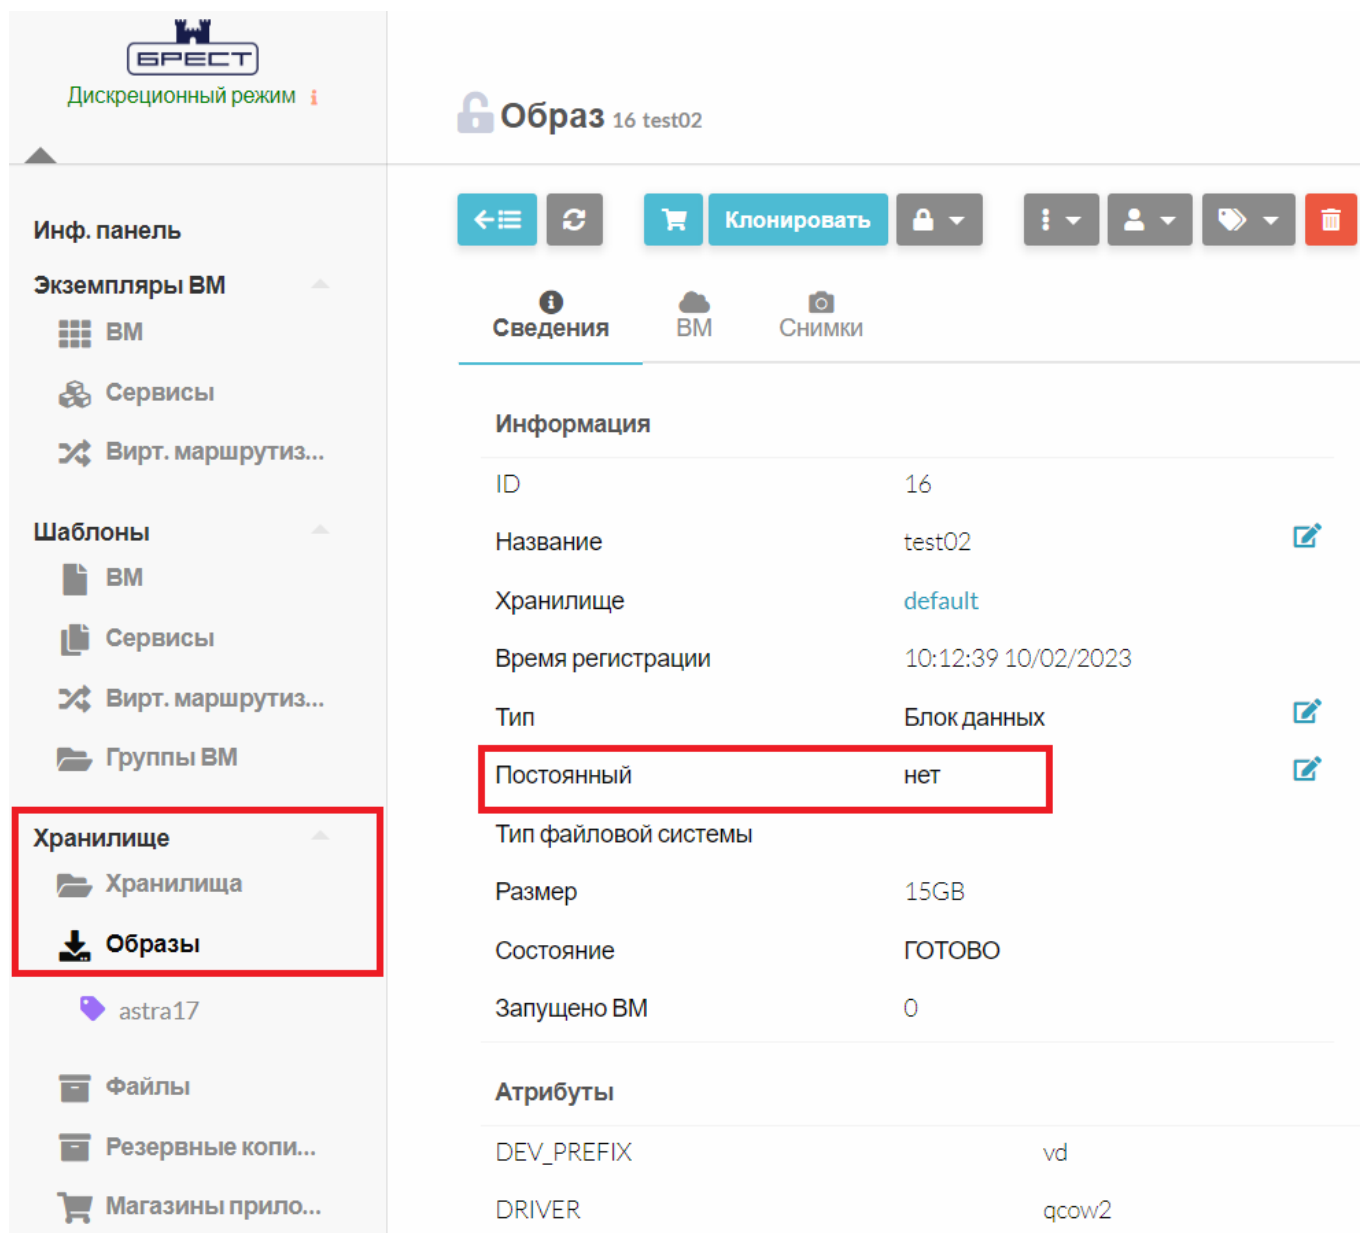 БРЕСТ
Дискреционный режим i
Инф. панель
Экземпляры ВМ
ВМ
Сервисы
Вирт. маршрутиз...
Шаблоны
ВМ
Сервисы
Вирт. маршрутиз...
Группы ВМ
Хранилище
Хранилища
Образы
astra17
Файлы
Резервные копи...
Магазины прило...
Образ 16 test02
Клонировать
Сведения ВМ Снимки
Информация
ID 16
Название test02
Хранилище default
Время регистрации 10:12:39 10/02/2023
Тип Блок данных
Постоянный нет
Тип файловой системы
Размер 15GB
Состояние ГОТОВО
Запущено ВМ 0
Атрибуты
DEV_PREFIX vd
DRIVER qcow2